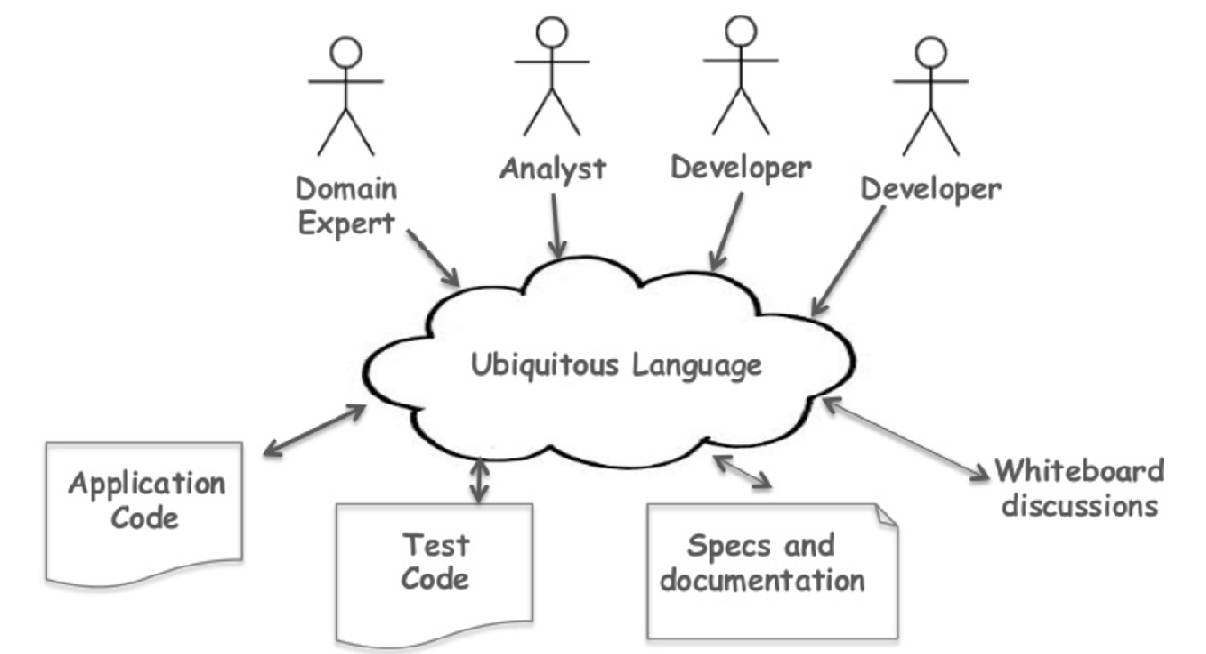 Domain
Expert
Analyst
Developer
Developer
Ubiquitous Language
Application
Code
Test
Code
Specs and
documentation
Whiteboard
discussions